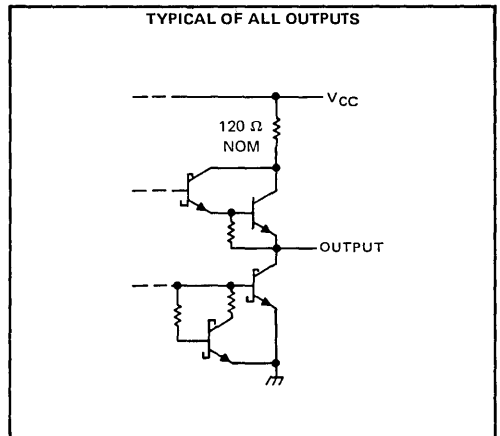 TYPICAL OF ALL OUTPUTS
VCC
120 Ω
NOM
OUTPUT